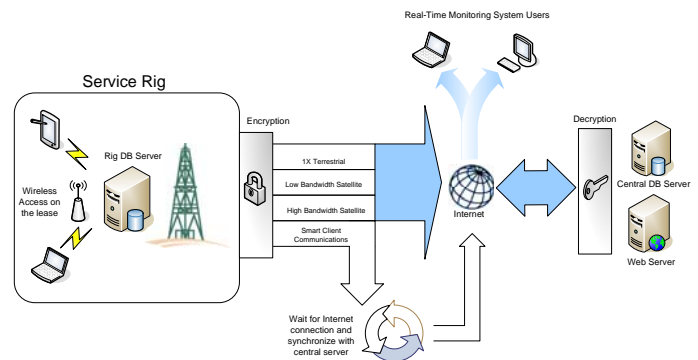 Real-Time Monitoring System Users
Service Rig
Encryption
Decryption
Rig DB Server
1X Terrestrial
Wireless
Access on
the lease
Low Bandwidth Satellite
Central DB Server
High Bandwidth Satellite
Internet
Smart Client
Communications
Web Server
Wait for Internet
connection and
synchronize with
central server